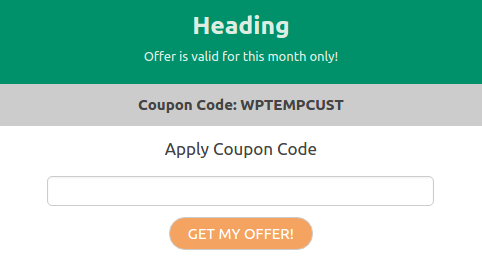 Heading
Offer is valid for this month only!
Coupon Code: WPTEMPCUST
Apply Coupon Code
GET MY OFFER!